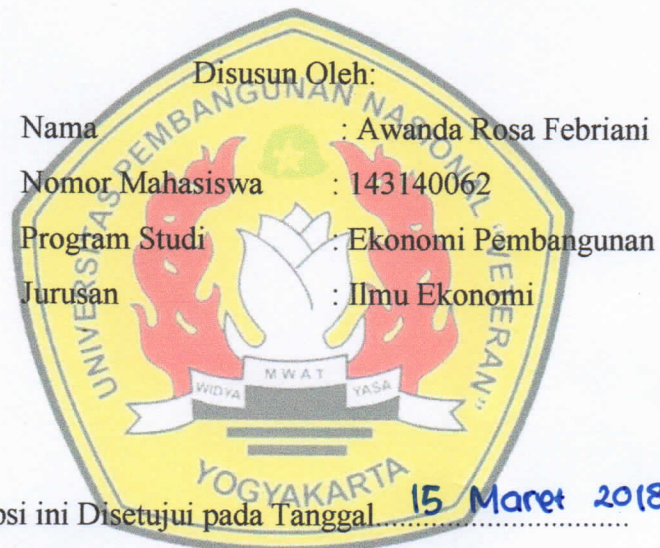 Disusun Oleh:
Nama : Awanda Rosa Febriani
Nomor Mahasiswa : 143140062
Program Studi : Ekonomi Pembangunan
Jurusan : Ilmu Ekonomi
UNIVERSITAS PEMBANGUNAN NASIONAL "VETERAN"
WIDYA MWAT YASA
YOGYAKARTA
ini Disetujui pada Tanggal 15 Maret 2018